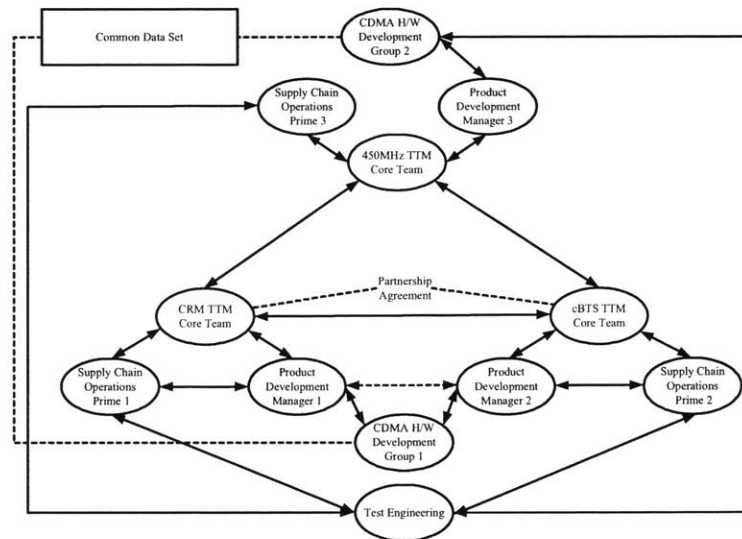 Common Data Set
CDMA H/W
Development
Group 2
Supply Chain
Operations
Prime 3
Product
Development
Manager 3
450MHz TTM
Core Team
Partnership
Agreement
CRM TTM
Core Team
cBTS TTM
Core Team
Supply Chain
Operations
Prime 1
Product
Development
Manager 1
Product
Development
Manager 2
Supply Chain
Operations
Prime 2
CDMA H/W
Development
Group 1
Test Engineering